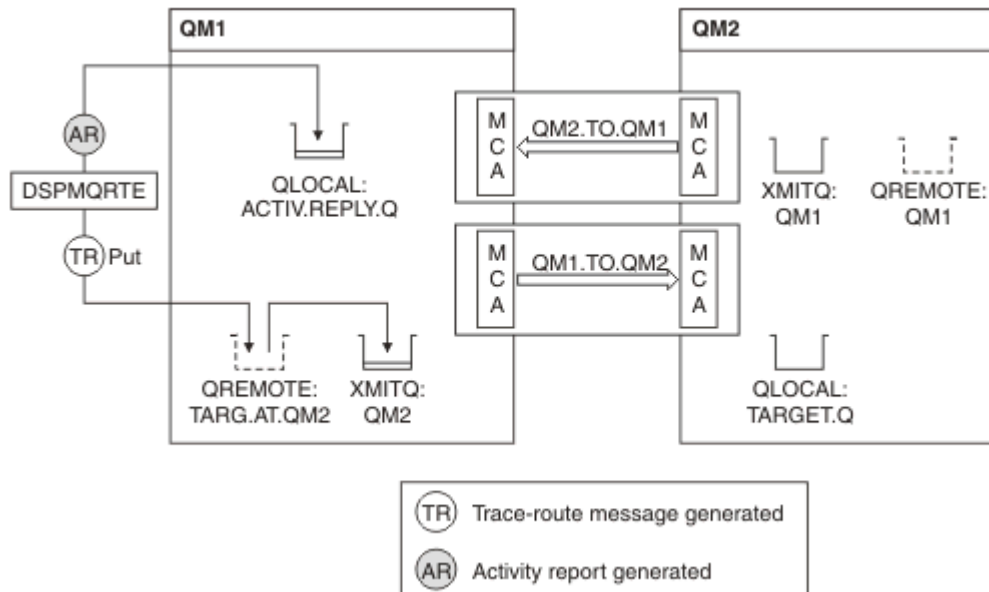 QM1
QM2
AR
DSPMQRTE
TR Put
QLOCAL:
ACTIV.REPLY.Q
M
C
A
QM2.TO.QM1
M
C
A
XMITQ:
QM1
QREMOTE:
QM1
M
C
A
QM1.TO.QM2
M
C
A
QREMOTE:
TARG.AT.QM2
XMITQ:
QM2
QLOCAL:
TARGET.Q
TR Trace-route message generated
AR Activity report generated